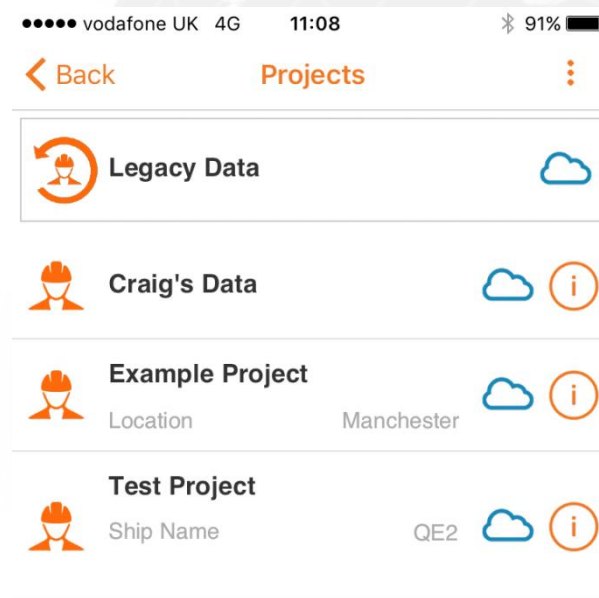 vodafone UK 4G 11:08 91%
Back Projects
Legacy Data
Craig's Data
i
Example Project
Location Manchester
i
Test Project
Ship Name QE2
i